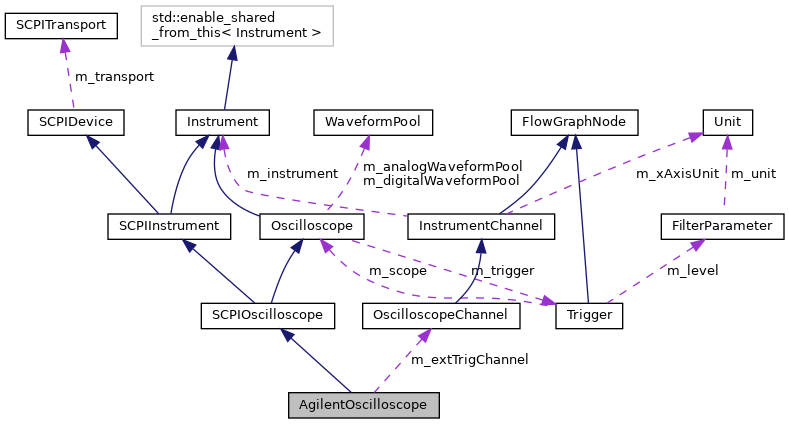 SCPITransport
std::enable_shared
_from_this< Instrument >
m_transport
SCPIDevice
Instrument
WaveformPool
FlowGraphNode
Unit
m_instrument
m_analogWaveformPool
m_digitalWaveformPool
m_xAxisUnit
m_unit
SCPIInstrument
Oscilloscope
InstrumentChannel
FilterParameter
m_scope
m_trigger
m_level
SCPIOscilloscope
OscilloscopeChannel
Trigger
m_extTrigChannel
AgilentOscilloscope